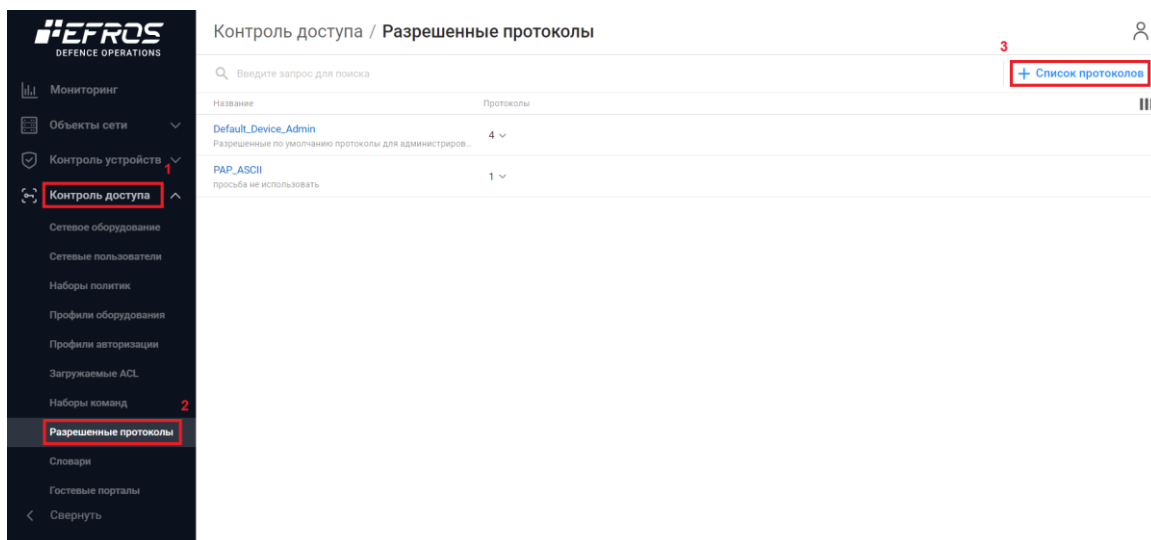 EFROS
DEFENCE OPERATIONS
Контроль доступа / Разрешенные протоколы
3
Введите запрос для поиска
+ Список протоколов
Название Протоколы
Default_Device_Admin 4
Разрешенные по умолчанию протоколы для администриров...
PAP_ASCII 1
просьба не использовать
Мониторинг
Объекты сети
Контроль устройств
1
Контроль доступа
Сетевое оборудование
Сетевые пользователи
Наборы политик
Профили оборудования
Профили авторизации
Загружаемые ACL
Наборы команд
2
Разрешенные протоколы
Словари
Гостевые порталы
Свернуть